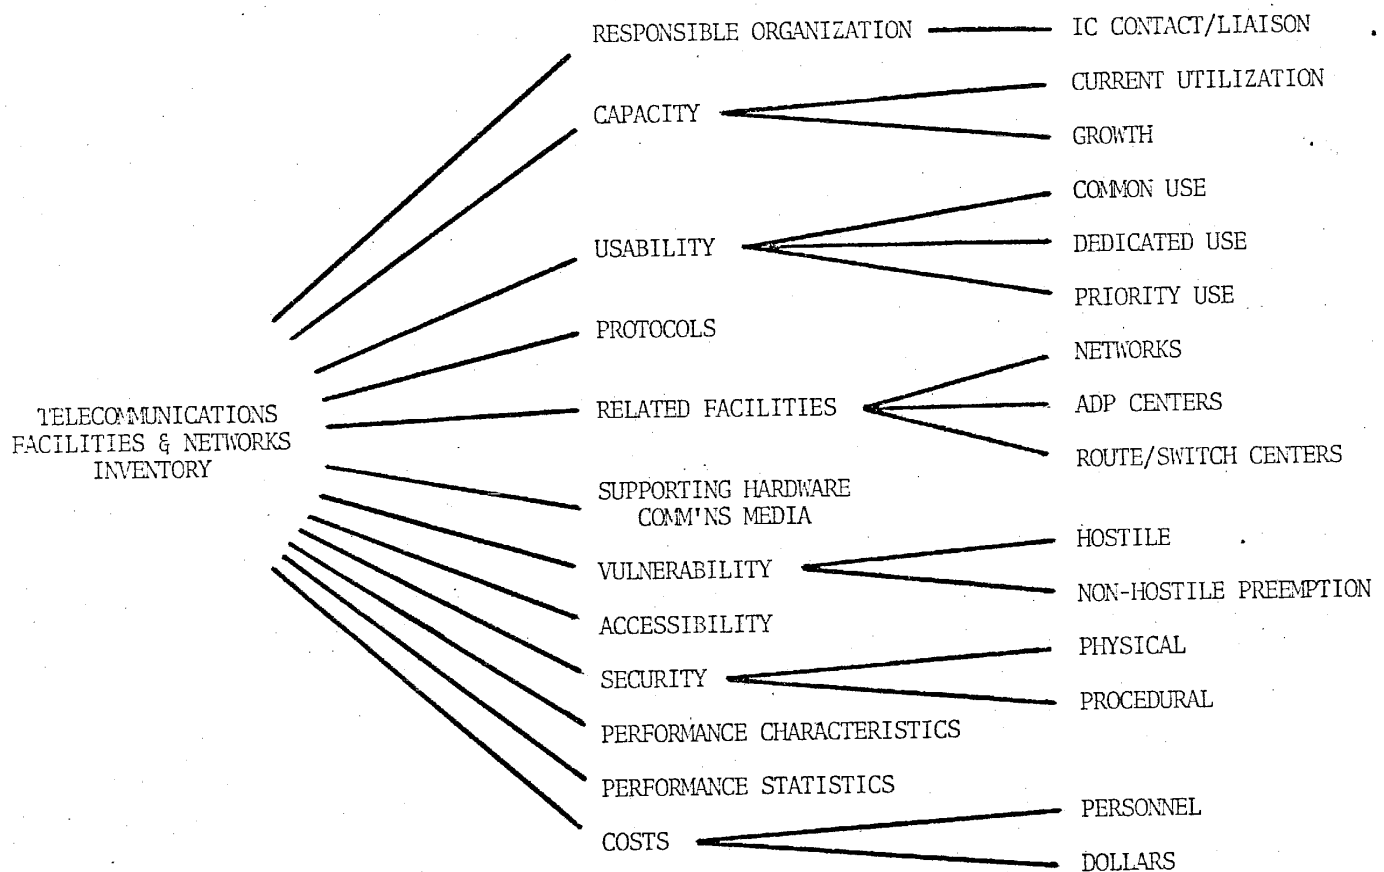 RESPONSIBLE ORGANIZATION
IC CONTACT/LIAISON
CAPACITY
CURRENT UTILIZATION
GROWTH
USABILITY
COMMON USE
DEDICATED USE
PRIORITY USE
PROTOCOLS
TELECOMMUNICATIONS
FACILITIES & NETWORKS
INVENTORY
RELATED FACILITIES
NETWORKS
ADP CENTERS
ROUTE/SWITCH CENTERS
SUPPORTING HARDWARE
COMM'NS MEDIA
VULNERABILITY
HOSTILE
NON-HOSTILE PREEMPTION
ACCESSIBILITY
SECURITY
PHYSICAL
PROCEDURAL
PERFORMANCE CHARACTERISTICS
PERFORMANCE STATISTICS
COSTS
PERSONNEL
DOLLARS